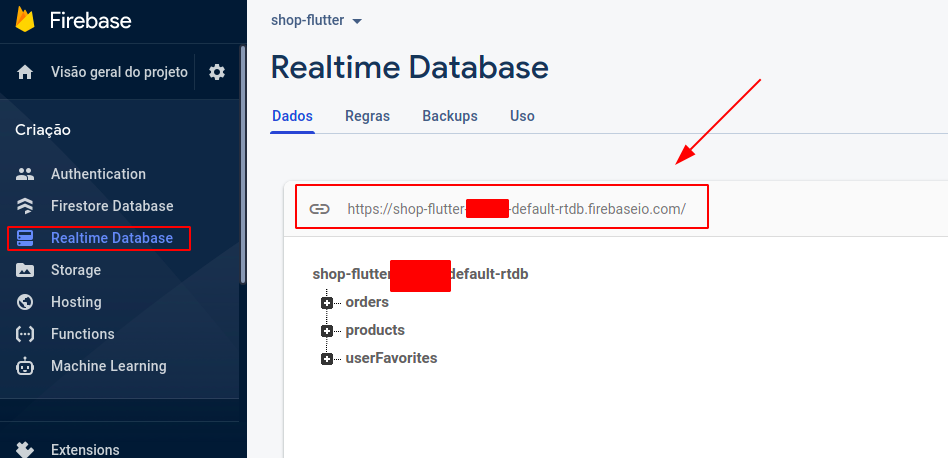 Firebase
Visão geral do projeto
Criação
Authentication
Firestore Database
Realtime Database
Storage
Hosting
Functions
Machine Learning
Extensions
shop-flutter
Realtime Database
Dados Regras Backups Uso
https://shop-flutter- -default-rtdb.firebaseio.com/
shop-flutter default-rtdb
orders
products
userFavorites